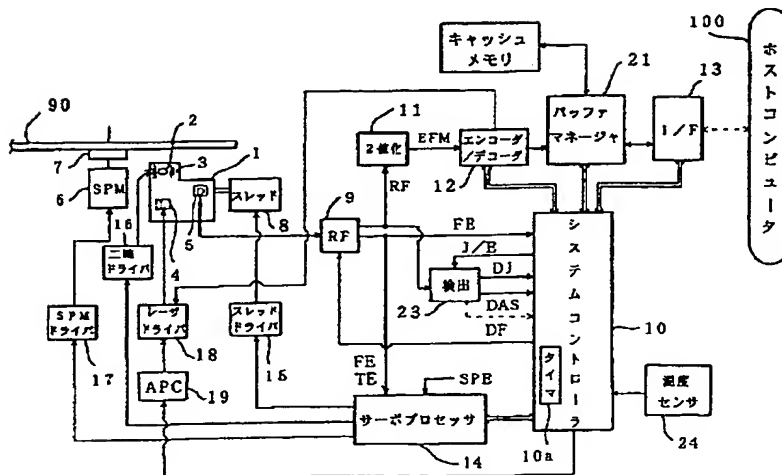 100
ホストコンピュータ
キャッシュ
メモリ
21
13
バッファ
マネージャ
I/F
11
2値化
EFM
エンコーダ
/デコーダ
12
RF
90
2
3
1
7
6
SPM
スレッド
8
5
4
16
二軸
ドライバ
9
RF
FE
J/B
検出
23
DJ
DAS
DF
システムコントローラ
10
タイマ
10a
SPM
ドライバ
17
レーザ
ドライバ
18
スレッド
ドライバ
15
APC
19
FE
TE
SPE
サーボプロセッサ
14
温度
センサ
24